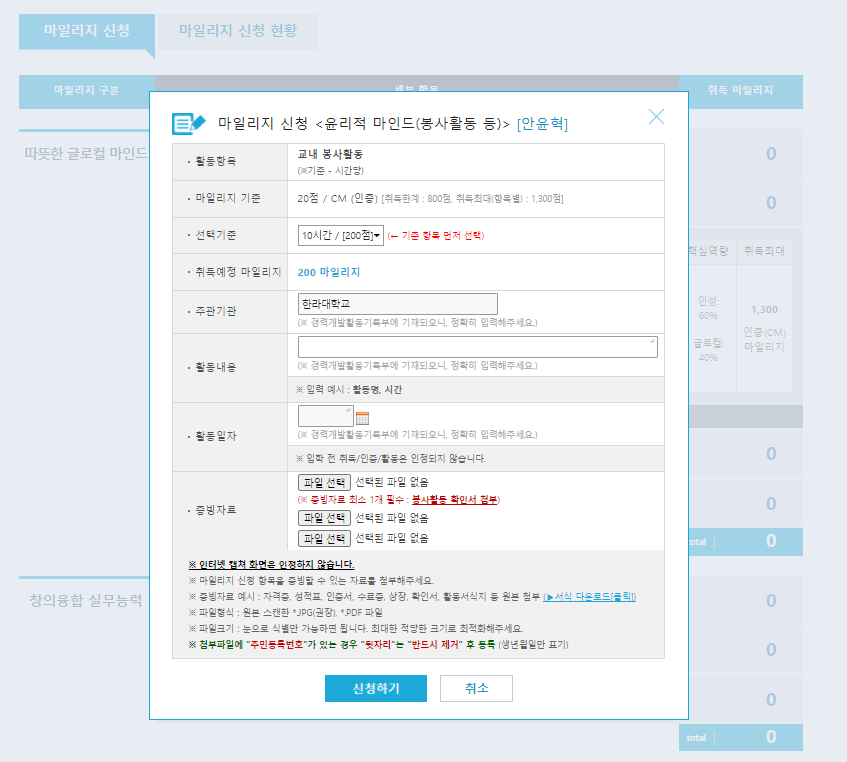 마일리지 신청
마일리지 신청 현황
마일리지 구분
세부 항목
취득 마일리지
따뜻한 글로컬 마인드
0
0
마일리지 신청 <윤리적 마인드(봉사활동 등)> [안윤혁]
· 활동항목
교내 봉사활동
(※기준 - 시간당)
· 마일리지 기준
20점 / CM (인증) [취득한계 : 800점, 취득최대(항목별) : 1,300점]
· 선택기준
10시간 / [200점]
(← 기준 항목 먼저 선택)
· 취득예정 마일리지
200 마일리지
· 주관기관
한라대학교
(※ 경력개발활동기록부에 기재되오니, 정확히 입력해주세요.)
· 활동내용
(※ 경력개발활동기록부에 기재되오니, 정확히 입력해주세요.)
※ 입력 예시 : 활동명, 시간
· 활동일자
(※ 경력개발활동기록부에 기재되오니, 정확히 입력해주세요.)
※ 입학 전 취득/인증/활동은 인정되지 않습니다.
· 증빙자료
파일 선택 선택된 파일 없음
(※ 증빙자료 최소 1개 필수 : 봉사활동 확인서 첨부)
파일 선택 선택된 파일 없음
파일 선택 선택된 파일 없음
※ 인터넷 캡쳐 화면은 인정하지 않습니다.
※ 마일리지 신청 항목을 증빙할 수 있는 자료를 첨부해주세요.
※ 증빙자료 예시 : 자격증, 성적표, 인증서, 수료증, 상장, 확인서, 활동서식지 등 원본 첨부 (▶서식 다운로드[클릭])
※ 파일형식 : 원본 스캔한 *.JPG(권장), *.PDF 파일
※ 파일크기 : 눈으로 식별만 가능하면 됩니다. 최대한 적당한 크기로 최적화해주세요.
※ 첨부파일에 "주민등록번호"가 있는 경우 "뒷자리"는 "반드시 제거" 후 등록 (생년월일만 표기)
신청하기
취소
핵심역량
취득최대
인성:
60%
글로컬:
40%
1,300
인증(CM)
마일리지
0
0
total
0
창의융합 실무능력
0
0
0
total
0